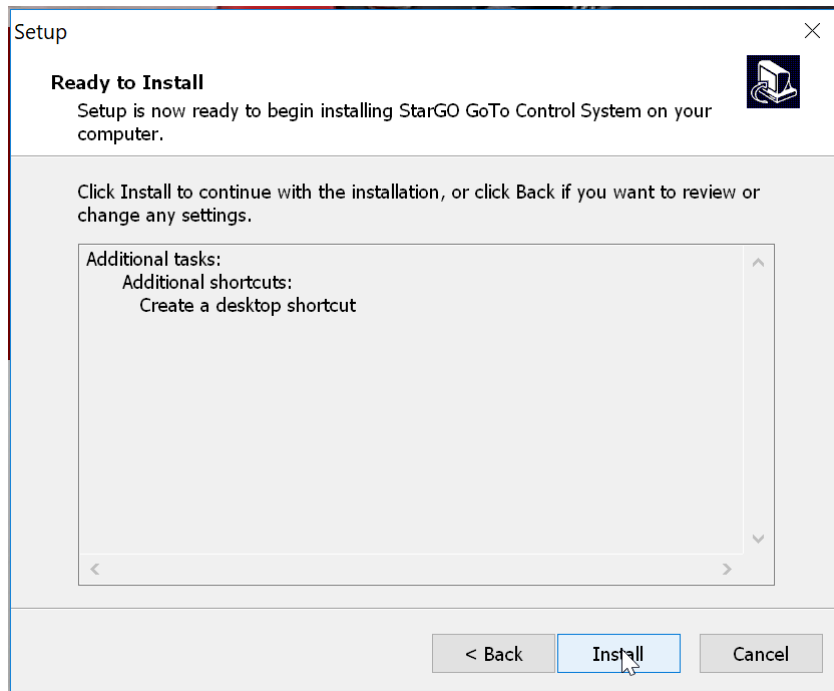 Setup
Ready to Install
Setup is now ready to begin installing StarGO GoTo Control System on your
computer.
Click Install to continue with the installation, or click Back if you want to review or
change any settings.
Additional tasks:
Additional shortcuts:
Create a desktop shortcut
< Back
Install
Cancel